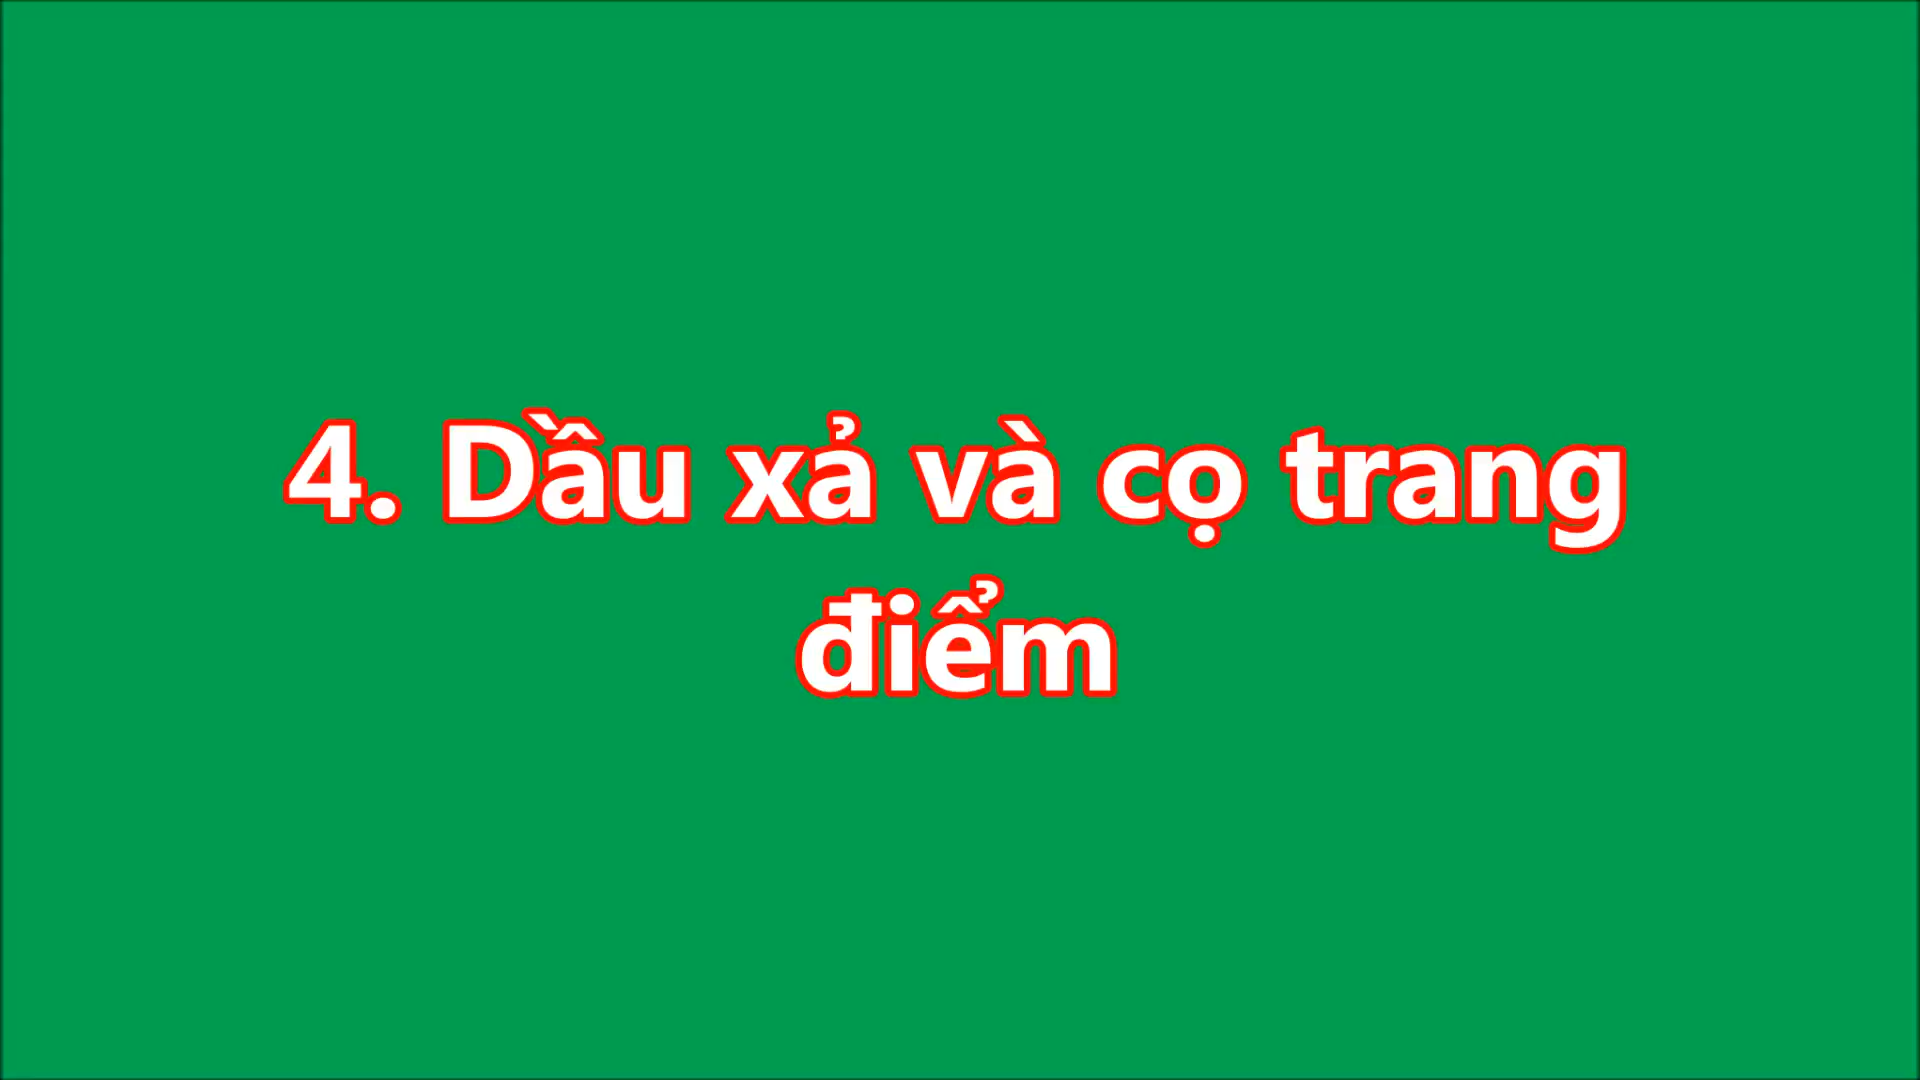 4. Dầu xả và cọ trang
điểm